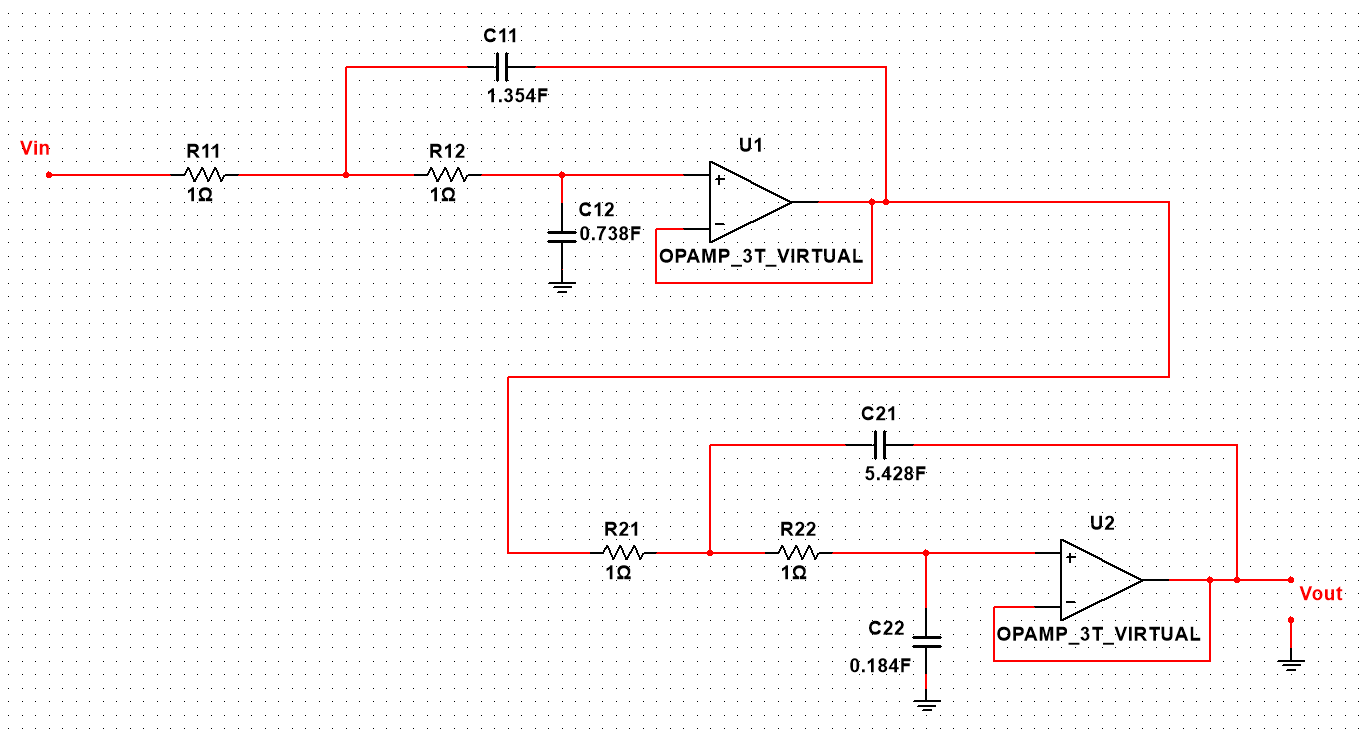 C11
1.354F
Vin
R11
1Ω
R12
1Ω
U1
+
−
OPAMP_3T_VIRTUAL
C12
0.738F
C21
5.428F
R21
1Ω
R22
1Ω
U2
+
−
OPAMP_3T_VIRTUAL
Vout
C22
0.184F